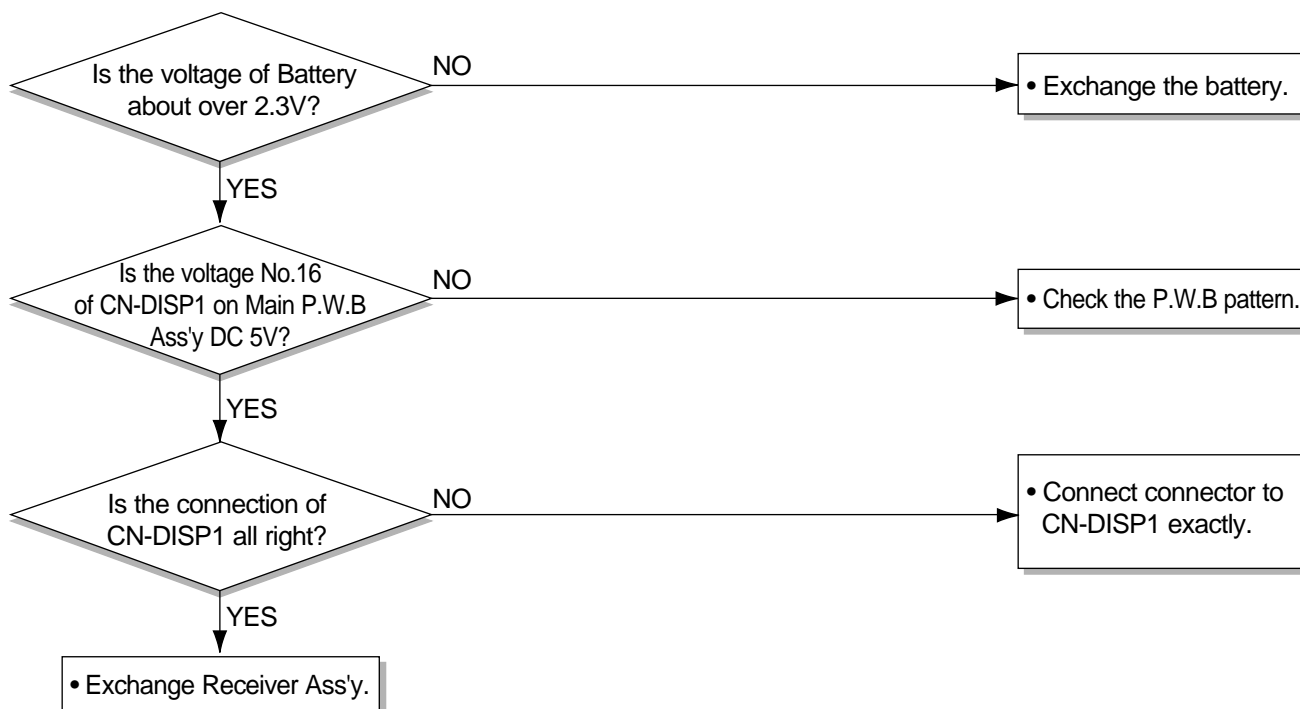 Is the voltage of Battery
about over 2.3V?
NO
• Exchange the battery.
YES
Is the voltage No.16
of CN-DISP1 on Main P.W.B
Ass'y DC 5V?
NO
• Check the P.W.B pattern.
YES
Is the connection of
CN-DISP1 all right?
NO
• Connect connector to
CN-DISP1 exactly.
YES
• Exchange Receiver Ass'y.